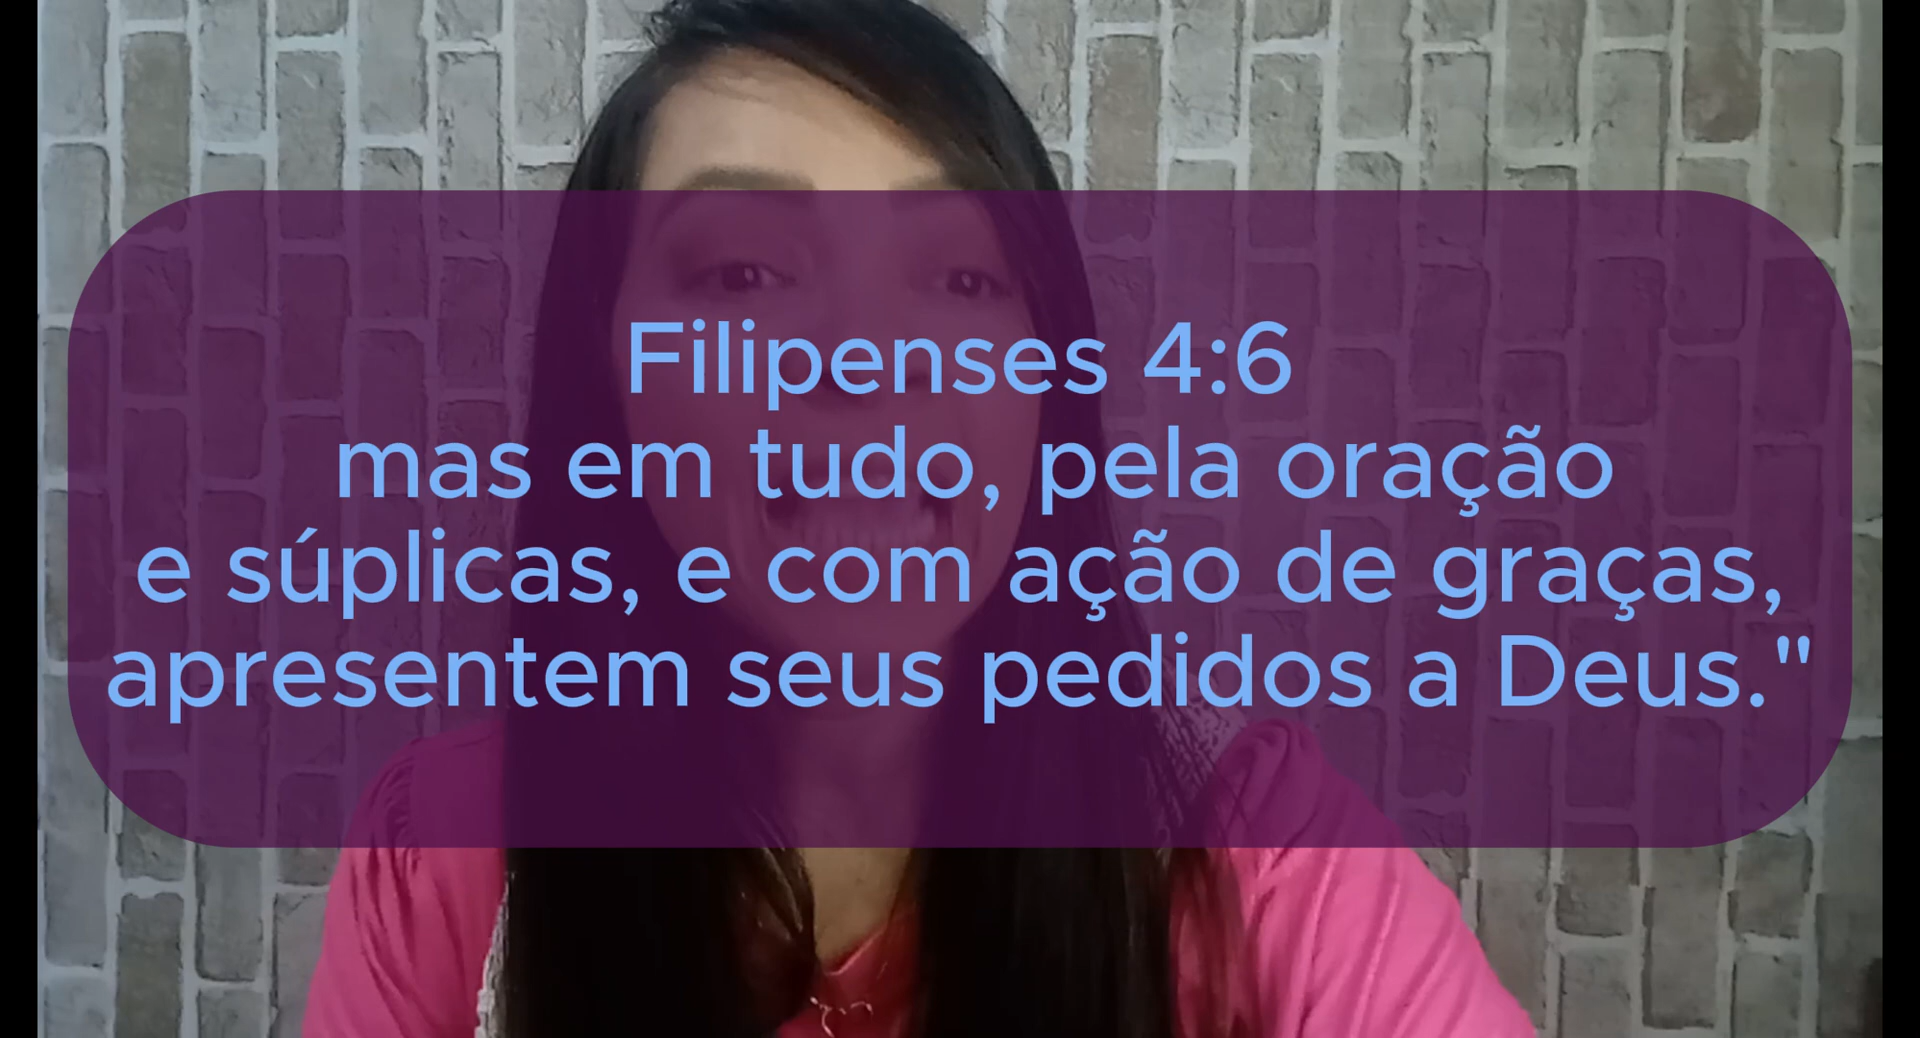 Filipenses 4:6
mas em tudo, pela oração
e súplicas, e com ação de graças,
apresentem seus pedidos a Deus."